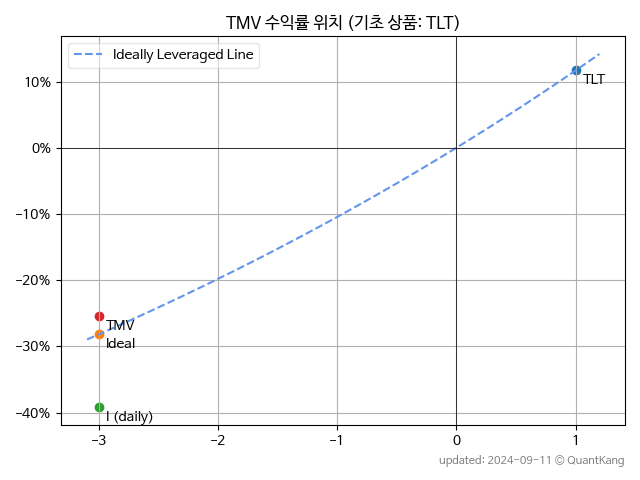 TMV 수익률 위치 (기초 상품: TLT)
Ideally Leveraged Line
10%
0%
−10%
−20%
−30%
−40%
TLT
TMV
Ideal
I (daily)
−3
−2
−1
0
1
updated: 2024-09-11 © QuantKang